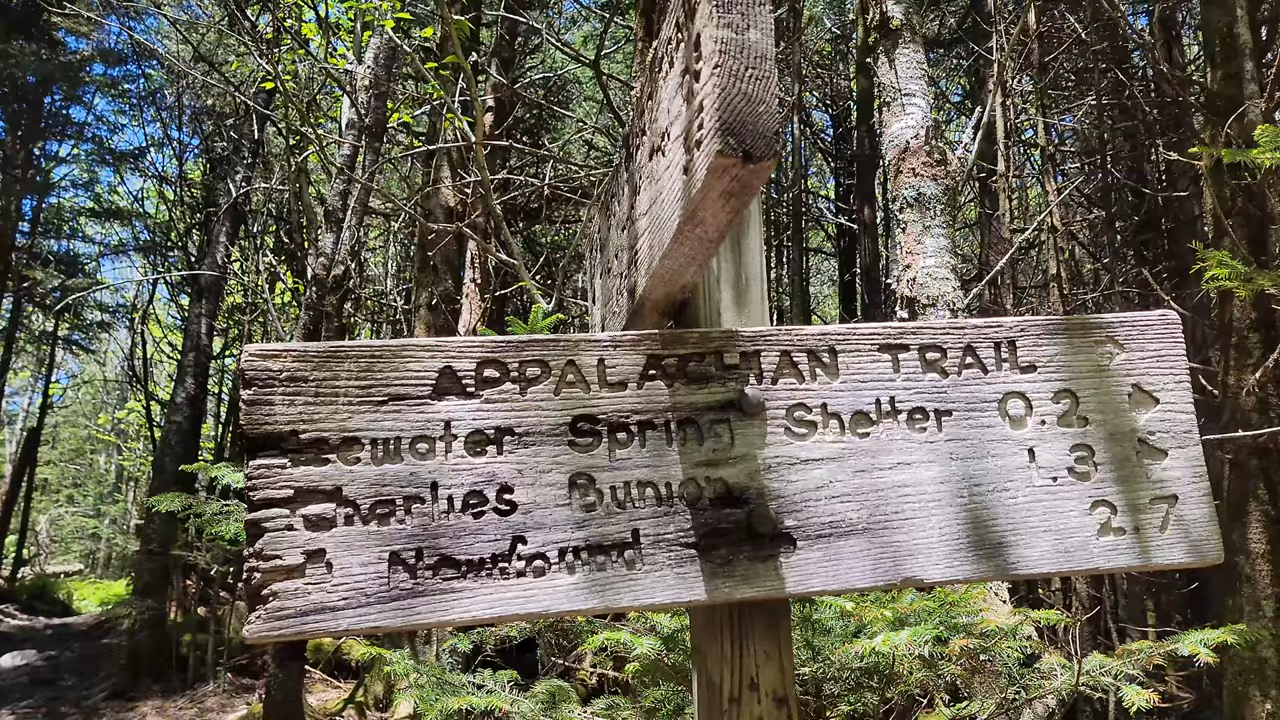 APPALACHIAN TRAIL
Icewater Spring Shelter 0.2
Charlies Bunion 1.3
Newfound 2.7